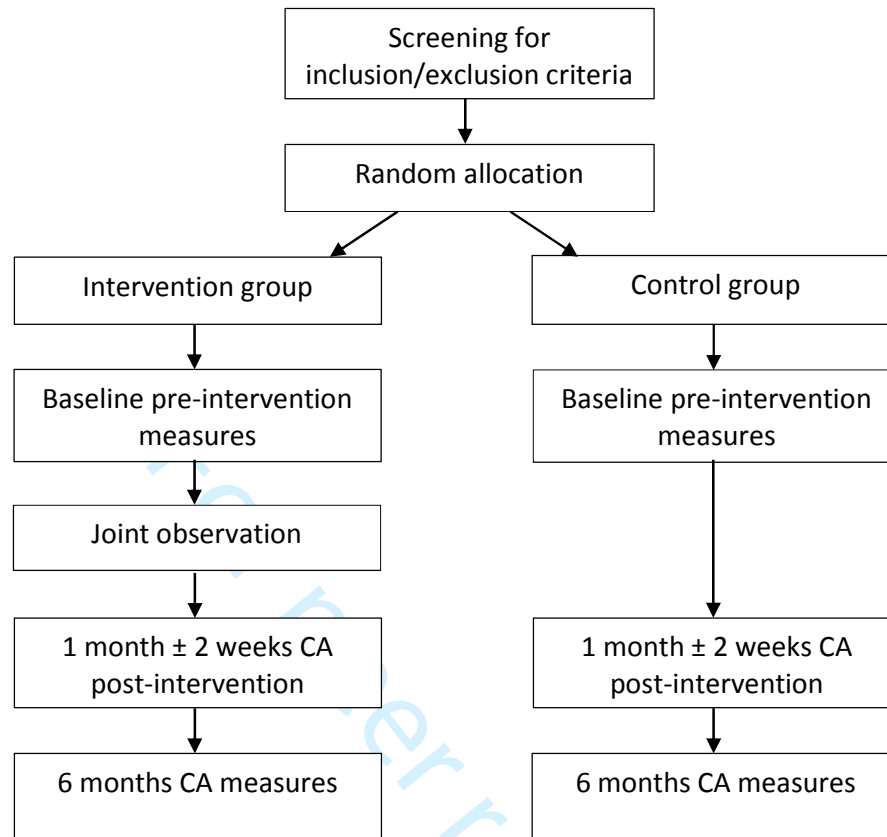 Screening for
inclusion/exclusion criteria
Random allocation
Intervention group
Control group
Baseline pre-intervention
measures
Baseline pre-intervention
measures
Joint observation
1 month ± 2 weeks CA
post-intervention
1 month ± 2 weeks CA
post-intervention
6 months CA measures
6 months CA measures